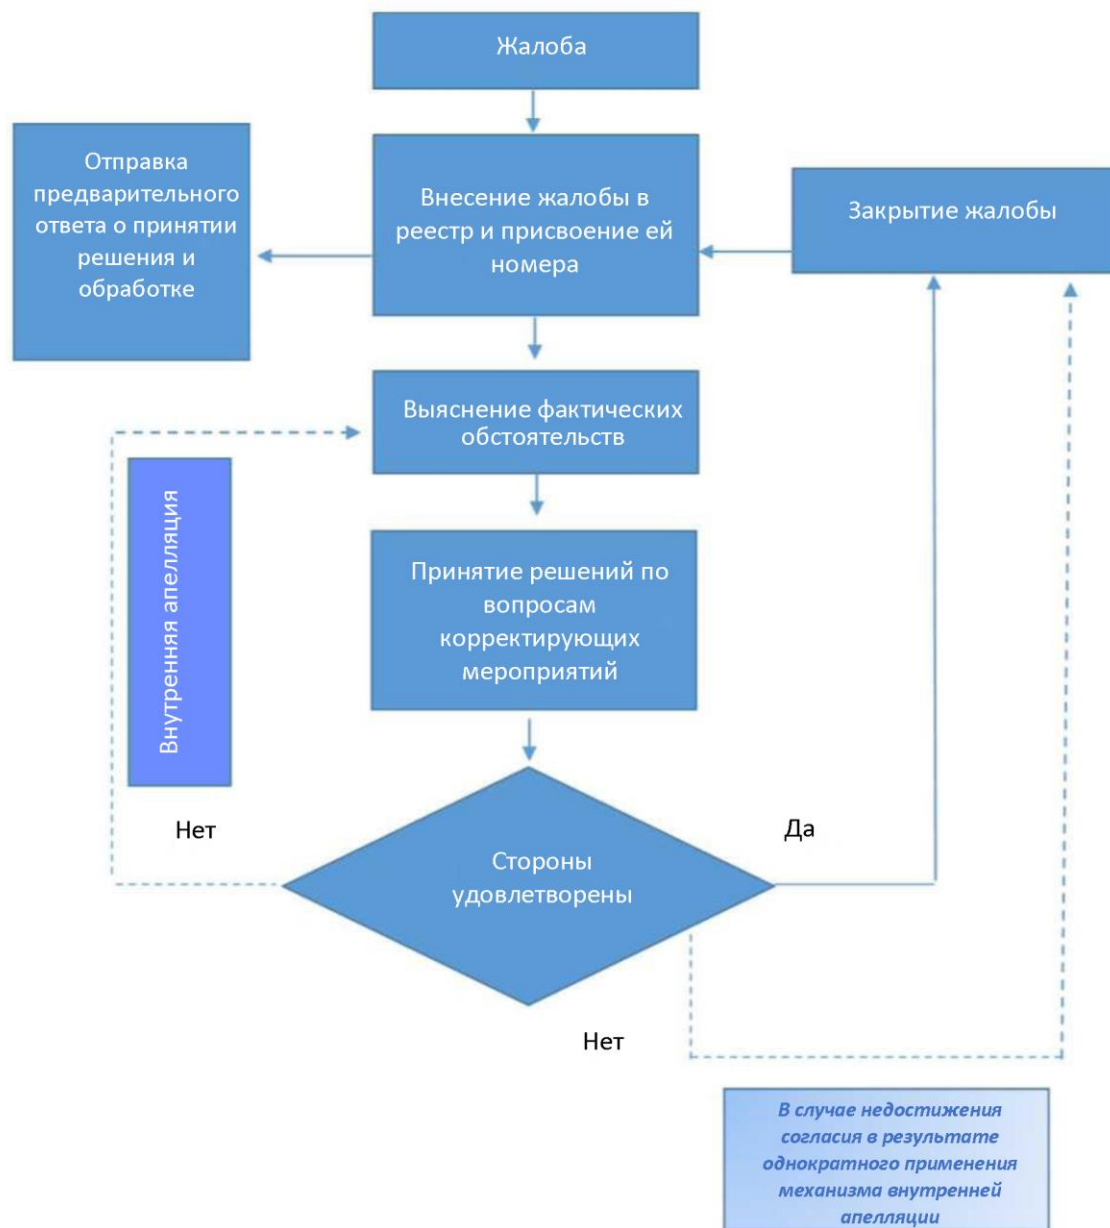 Жалоба
Отправка
предварительного
ответа о принятии
решения и
обработке
Внесение жалобы в
реестр и присвоение ей
номера
Закрытие жалобы
Выяснение фактических
обстоятельств
Внутренняя апелляция
Принятие решений по
вопросам
корректирующих
мероприятий
Нет
Да
Стороны
удовлетворены
Нет
В случае недостижения
согласия в результате
однократного применения
механизма внутренней
апелляции